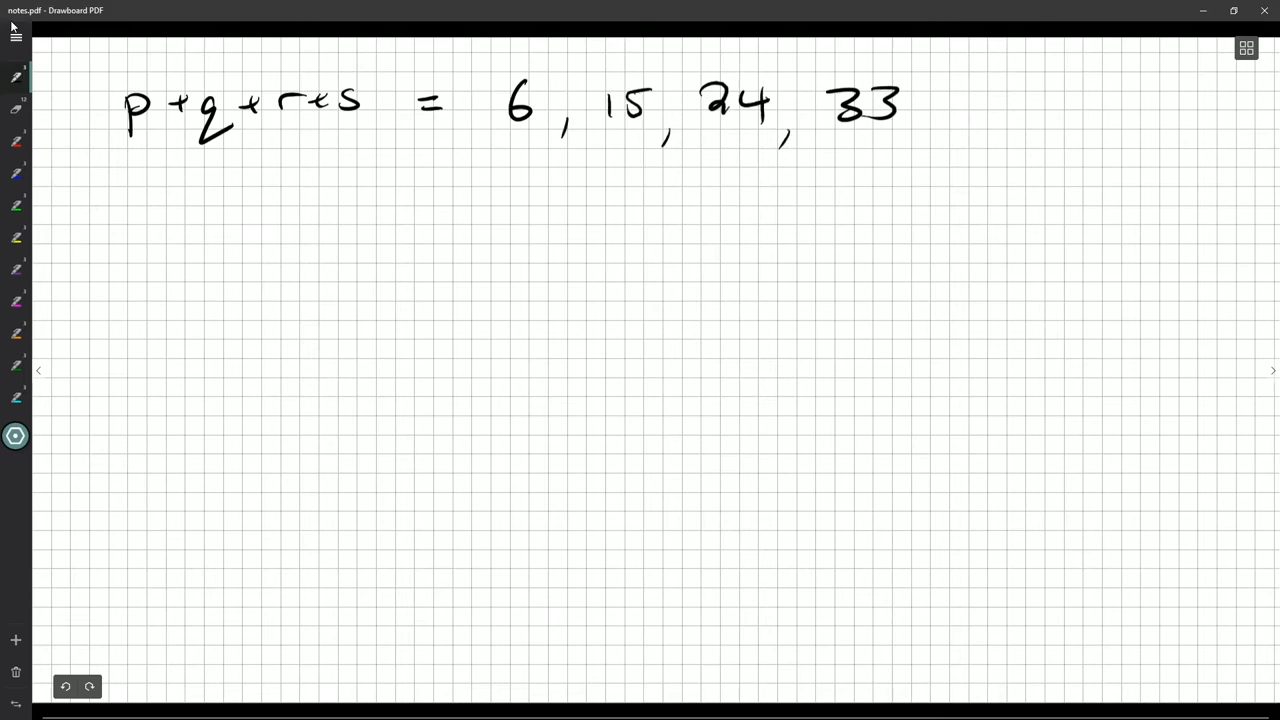 notes.pdf - Drawboard PDF
p+q+r+s = 6, 15, 24, 33